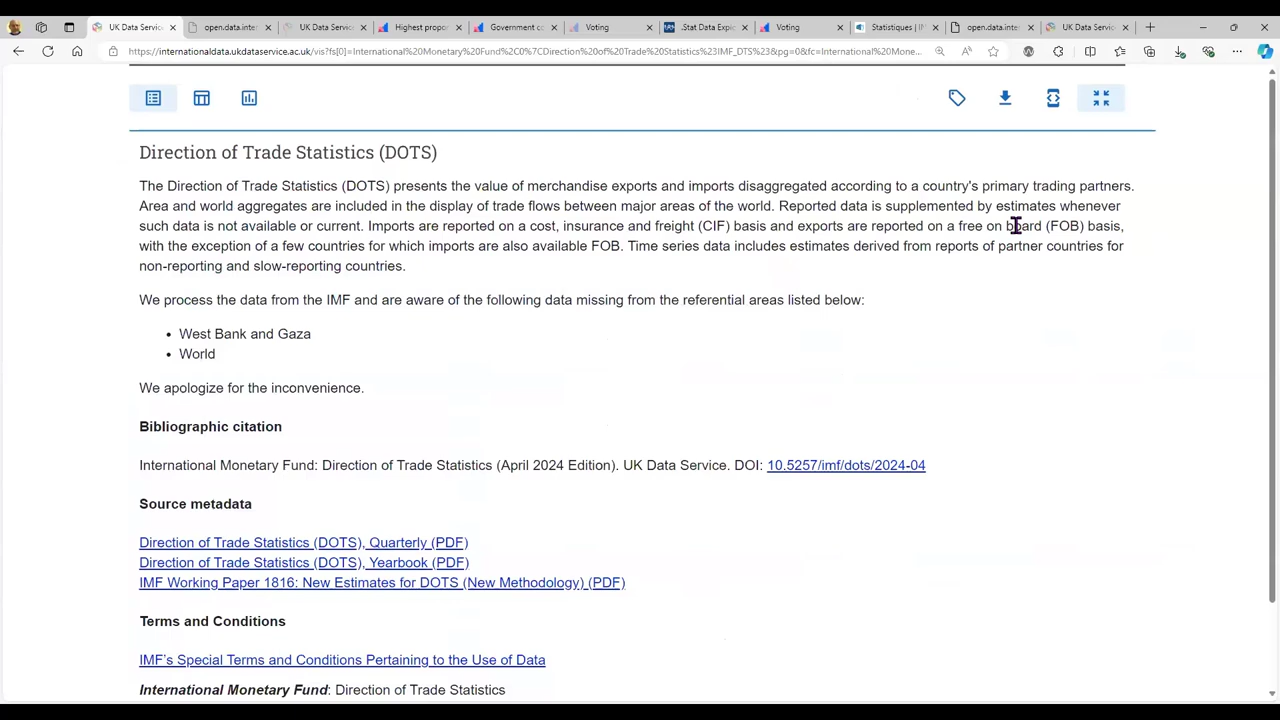 UK Data Servic
open.data.inte
UK Data Servic
Highest propor
Government co
Voting
.Stat Data Expl
Voting
Statistiques | IM
open.data.inte
UK Data Servic
https://internationaldata.ukdataservice.ac.uk/vis?fs[0]=International%20Monetary%20Fund%2C0%7CDirection%20of%20Trade%20Statistics%23IMF_DTS%23&pg=0&fc=International%20Mone...
Direction of Trade Statistics (DOTS)
The Direction of Trade Statistics (DOTS) presents the value of merchandise exports and imports disaggregated according to a country's primary trading partners.
Area and world aggregates are included in the display of trade flows between major areas of the world. Reported data is supplemented by estimates whenever
such data is not available or current. Imports are reported on a cost, insurance and freight (CIF) basis and exports are reported on a free on board (FOB) basis,
with the exception of a few countries for which imports are also available FOB. Time series data includes estimates derived from reports of partner countries for
non-reporting and slow-reporting countries.
We process the data from the IMF and are aware of the following data missing from the referential areas listed below:
• West Bank and Gaza
• World
We apologize for the inconvenience.
Bibliographic citation
International Monetary Fund: Direction of Trade Statistics (April 2024 Edition). UK Data Service. DOI: 10.5257/imf/dots/2024-04
Source metadata
Direction of Trade Statistics (DOTS), Quarterly (PDF)
Direction of Trade Statistics (DOTS), Yearbook (PDF)
IMF Working Paper 1816: New Estimates for DOTS (New Methodology) (PDF)
Terms and Conditions
IMF's Special Terms and Conditions Pertaining to the Use of Data
International Monetary Fund: Direction of Trade Statistics